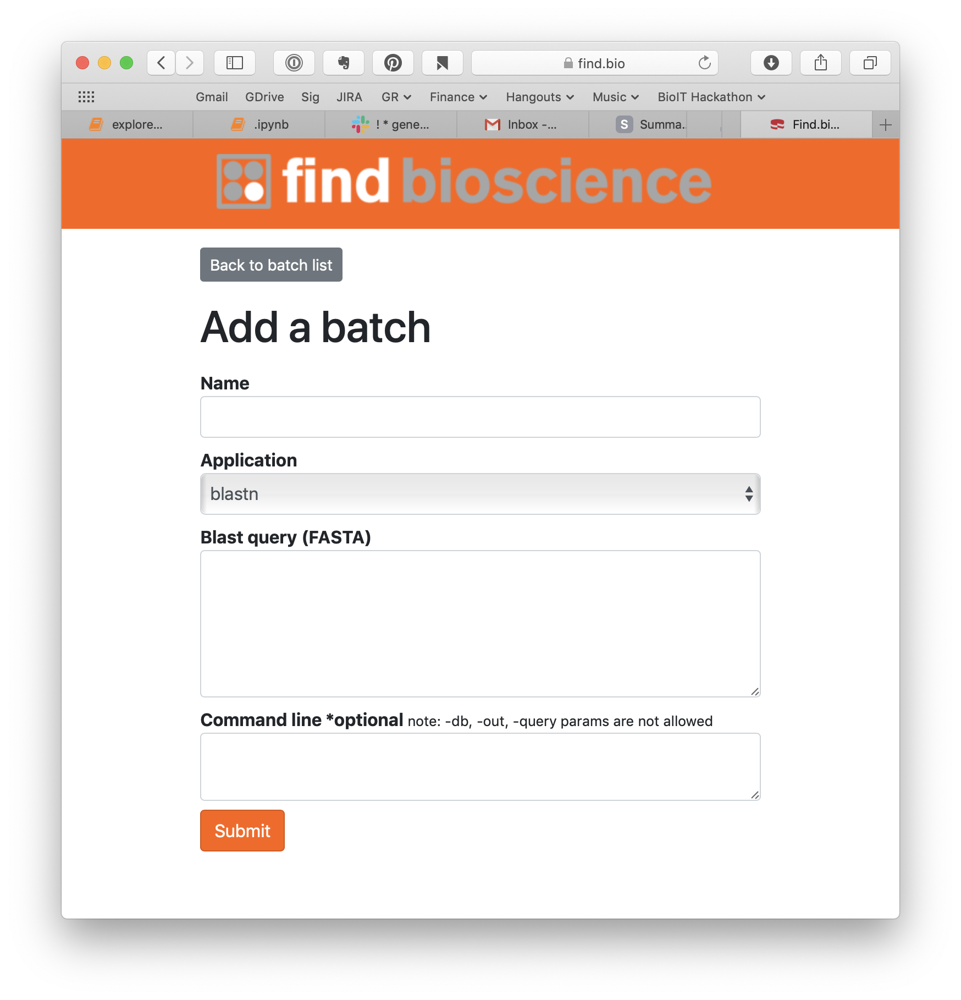 find.bio
Gmail GDrive Sig JIRA GR Finance Hangouts Music BioIT Hackathon
explore... .ipynb ! * gene... Inbox -... S Summa.. Find.bi...
find bioscience
Back to batch list
Add a batch
Name
Application
blastn
Blast query (FASTA)
Command line *optional note: -db, -out, -query params are not allowed
Submit